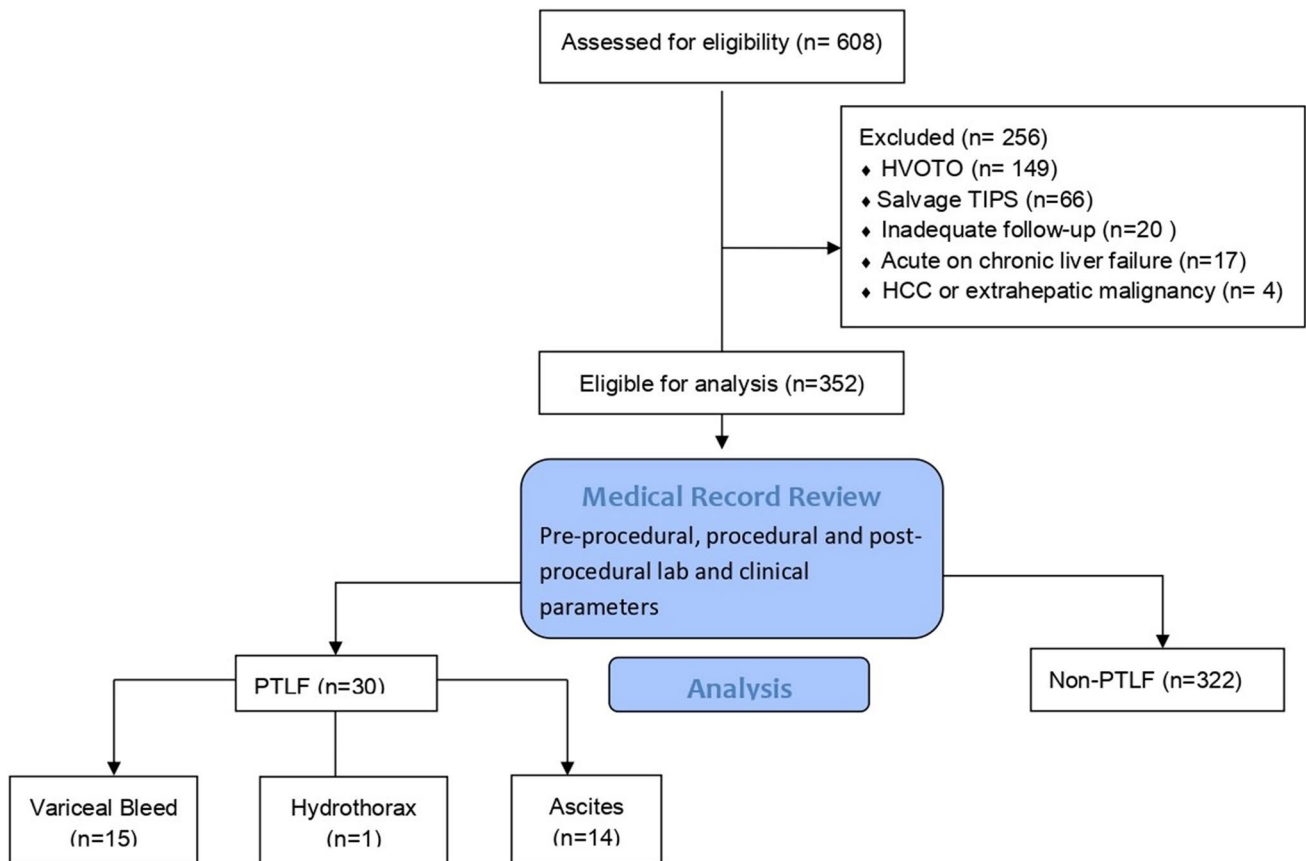 Assessed for eligibility (n= 608)
Excluded (n= 256)
♦ HVOTO (n= 149)
♦ Salvage TIPS (n=66)
♦ Inadequate follow-up (n=20 )
♦ Acute on chronic liver failure (n=17)
♦ HCC or extrahepatic malignancy (n= 4)
Eligible for analysis (n=352)
Medical Record Review
Pre-procedural, procedural and post-
procedural lab and clinical
parameters
PTLF (n=30)
Analysis
Non-PTLF (n=322)
Variceal Bleed
(n=15)
Hydrothorax
(n=1)
Ascites
(n=14)